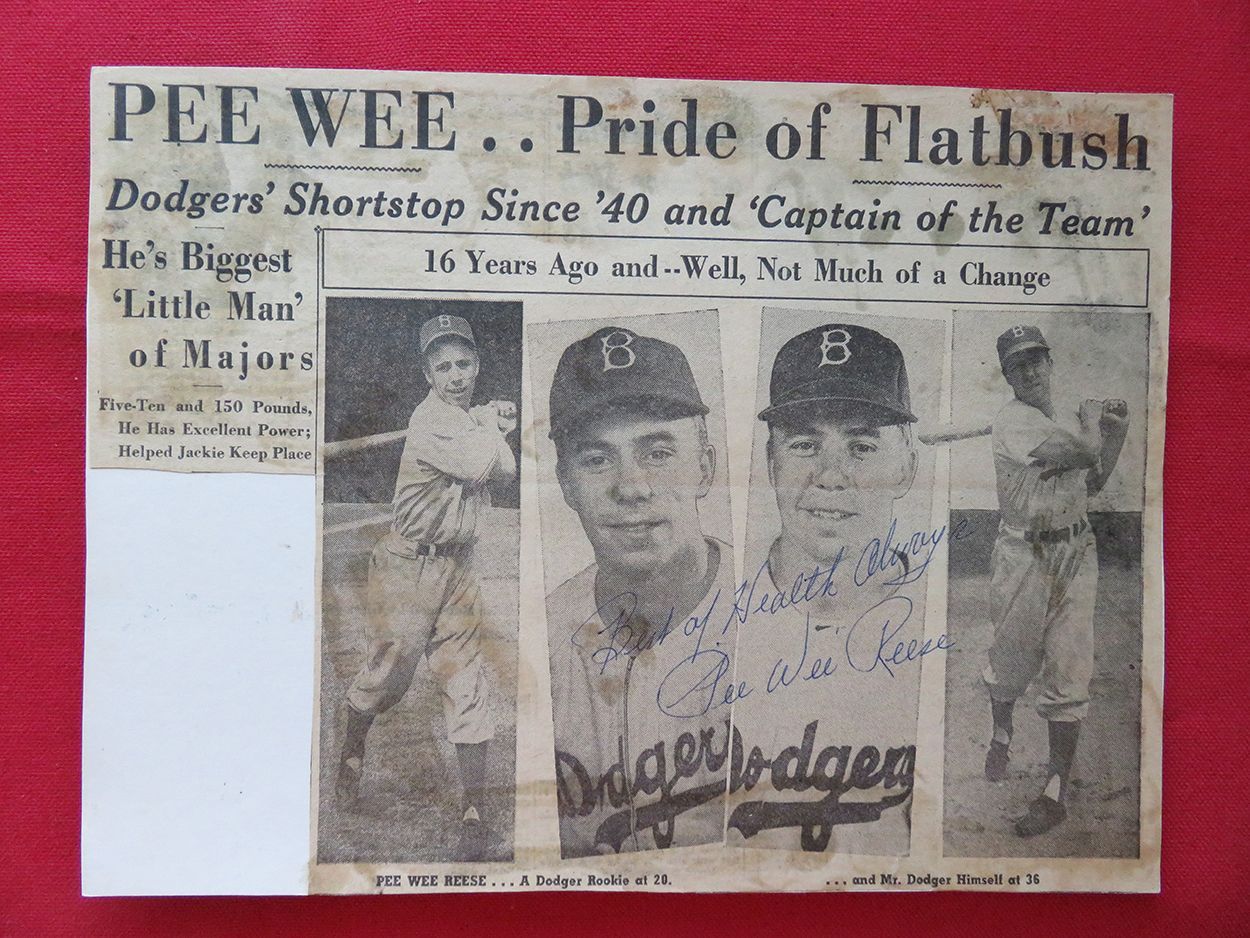 PEE WEE . . Pride of Flatbush
Dodgers' Shortstop Since '40 and 'Captain of the Team'
He's Biggest
'Little Man'
of Majors
Five-Ten and 150 Pounds,
He Has Excellent Power;
Helped Jackie Keep Place
16 Years Ago and--Well, Not Much of a Change
B
B
B
B
Best of Health Always
Pee Wee Reese
Dodgers
Dodgers
PEE WEE REESE . . . A Dodger Rookie at 20.
. . . and Mr. Dodger Himself at 36